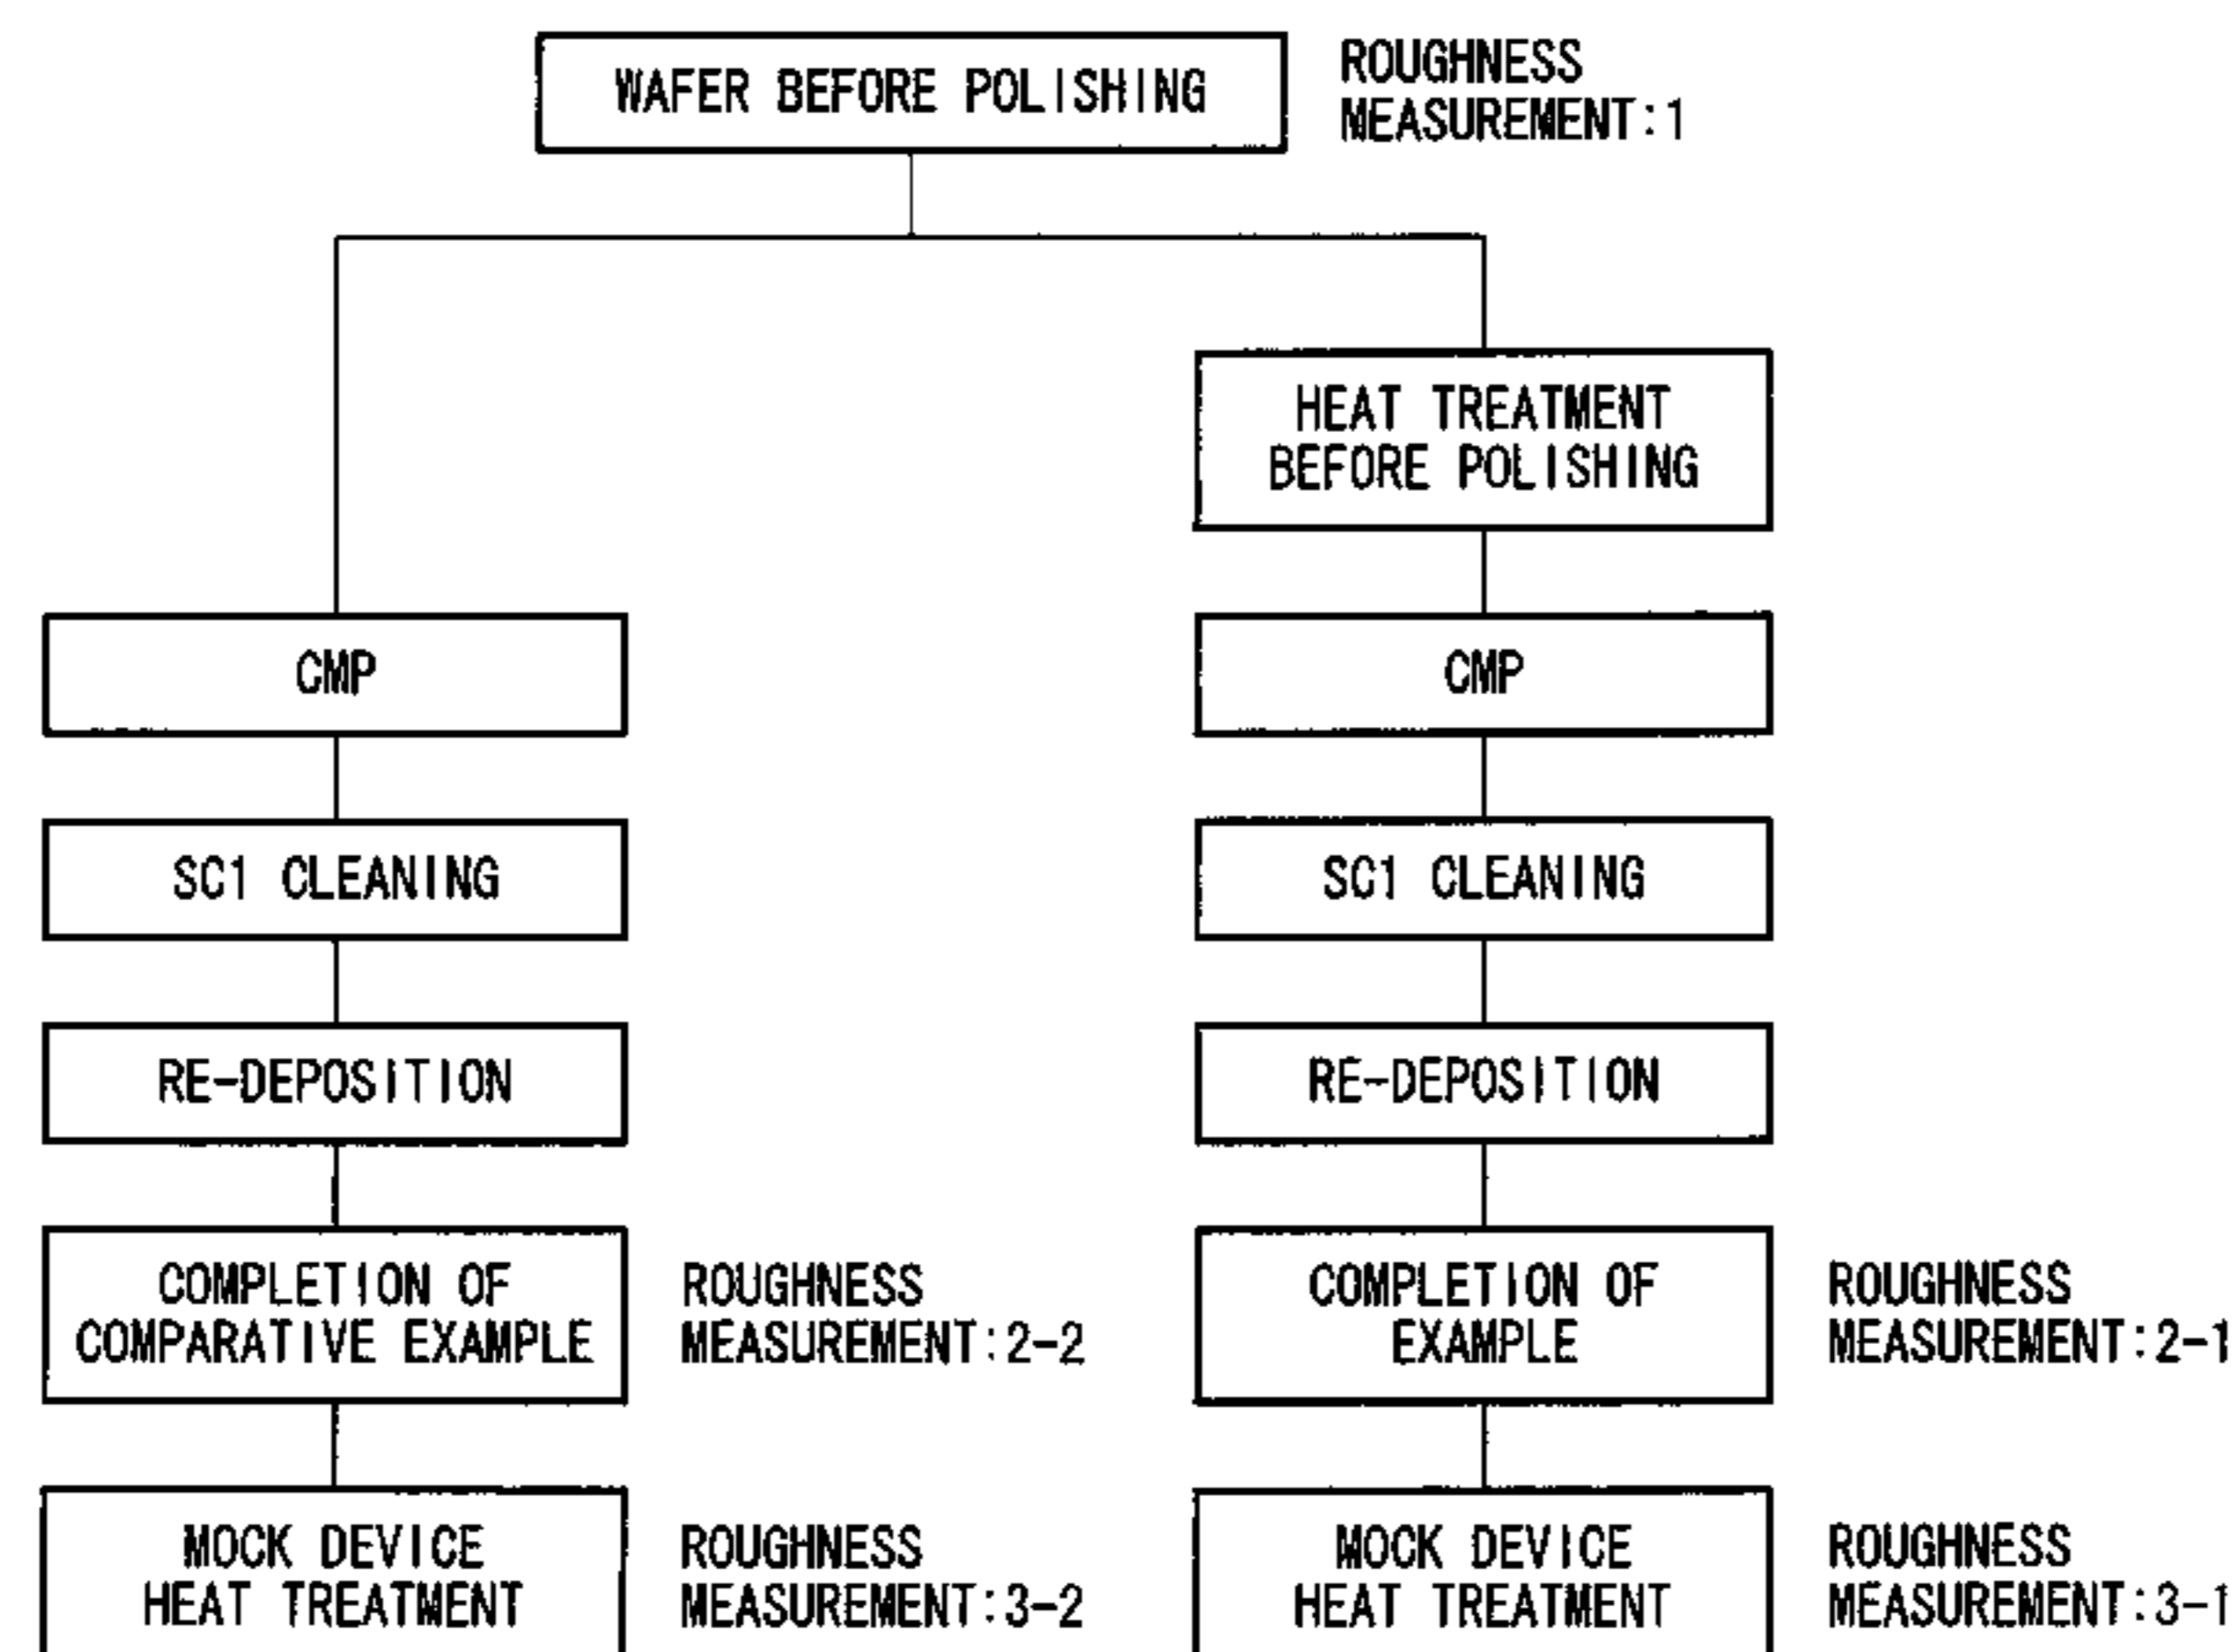 WAFER BEFORE POLISHING
ROUGHNESS
MEASUREMENT:1
HEAT TREATMENT
BEFORE POLISHING
CMP
CMP
SC1 CLEANING
SC1 CLEANING
RE-DEPOSITION
RE-DEPOSITION
COMPLETION OF
COMPARATIVE EXAMPLE
ROUGHNESS
MEASUREMENT:2-2
COMPLETION OF
EXAMPLE
ROUGHNESS
MEASUREMENT:2-1
MOCK DEVICE
HEAT TREATMENT
ROUGHNESS
MEASUREMENT:3-2
MOCK DEVICE
HEAT TREATMENT
ROUGHNESS
MEASUREMENT:3-1